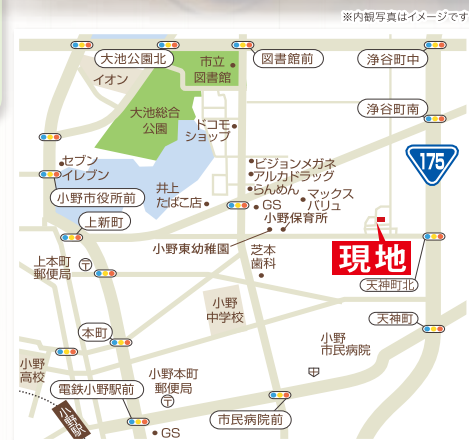 ※内観写真はイメージです
大池公園北
市立
図書館
図書館前
浄谷町中
イオン
大池総合
公園
ドコモ
ショップ
浄谷町南
175
セブン
イレブン
ビジョンメガネ
アルカドラッグ
らんめん
マックス
バリュ
小野市役所前
井上
たばこ店
GS
小野保育所
上新町
小野東幼稚園
芝本
歯科
現地
上本町
郵便局
天神町北
小野
中学校
天神町
本町
小野
市民病院
小野
高校
小野本町
郵便局
電鉄小野駅前
市民病院前
小野駅
GS